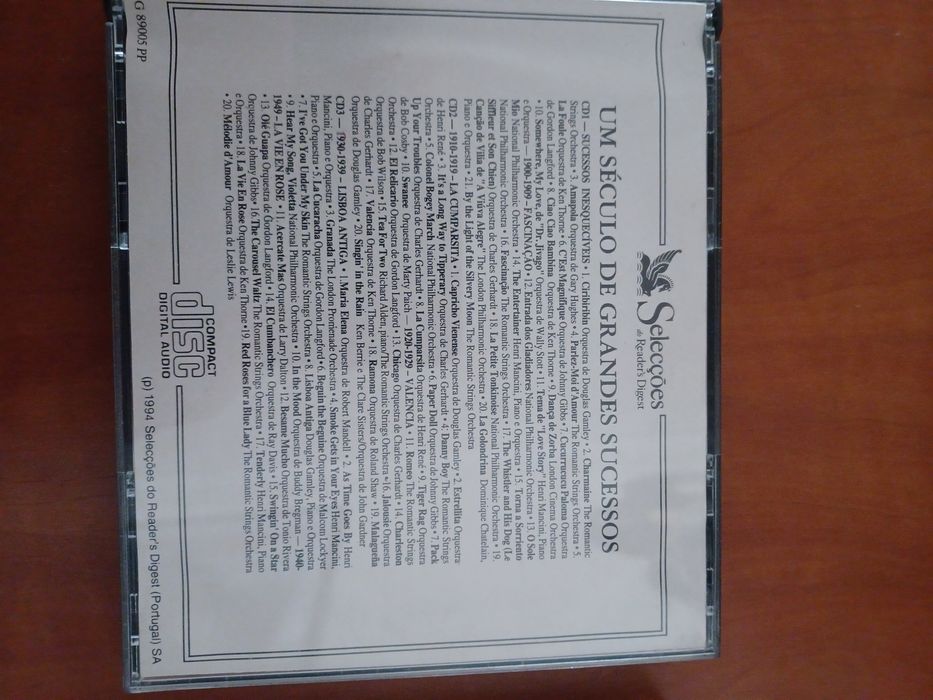 Selecções
do Reader's Digest
UM SÉCULO DE GRANDES SUCESSOS
CD1 — SUCESSOS INESQUECÍVEIS • 1. Ciribiribin Orquestra de Douglas Gamley • 2. Charmaine The Romantic
Strings Orchestra • 3. Amapola Orquestra de Gary Hughes • 4. Parlez-Moi d'Amour The Romantic Strings Orchestra • 5.
La Foule Orquestra de Ken Thorne • 6. C'Est Magnifique Orquestra de Johnny Gibbs • 7. Cucurrucucu Paloma Orquestra
de Gordon Langford • 8. Ciao Ciao Bambina Orquestra de Ken Thorne • 9. Dança de Zorba London Cinema Orchestra
• 10. Somewhere, My Love, de "Dr. Jivago" Orquestra de Wally Stott • 11. Tema de "Love Story" Henri Mancini, Piano
e Orquestra — 1900-1909 – FASCINAÇÃO • 12. Entrada dos Gladiadores National Philharmonic Orchestra • 13. O Sole
Mio National Philharmonic Orchestra • 14. The Entertainer Henri Mancini, Piano e Orquestra • 15. Torna a Sorriento
National Philharmonic Orchestra • 16. Fascinação The Romantic Strings Orchestra • 17. The Whistler and His Dog (Le
Siffleur et Son Chien) Orquestra de Charles Gerhardt • 18. La Petite Tonkinoise National Philharmonic Orchestra • 19.
Canção de Vilia de "A Viúva Alegre" The London Philharmonic Orchestra • 20. La Golondrina Dominique Chatelain,
Piano e Orquestra • 21. By the Light of the Silvery Moon The Romantic Strings Orchestra
CD2 — 1910-1919 – LA CUMPARSITA • 1. Capricho Vienense Orquestra de Douglas Gamley • 2. Estrellita Orquestra
de Henri René • 3. It's a Long Way to Tipperary Orquestra de Charles Gerhardt • 4. Danny Boy The Romantic Strings
Orchestra • 5. Colonel Bogey March National Philharmonic Orchestra • 6. Paper Doll Orquestra de Johnny Gibbs • 7. Pack
Up Your Troubles Orquestra de Charles Gerhardt • 8. La Cumparsita Orquestra de Henri René • 9. Tiger Rag Orquestra
de Bob Cosby • 10. Swanee Orquestra de Marty Paich — 1920-1929 – VALENCIA • 11. Romeo The Romantic Strings
Orchestra • 12. El Relicario Orquestra de Gordon Langford • 13. Chicago Orquestra de Charles Gerhardt • 14. Charleston
Orquestra de Bob Wilson • 15. Tea For Two Richard Alden, piano/The Romantic Strings Orchestra • 16. Jalousie Orquestra
de Charles Gerhardt • 17. Valencia Orquestra de Ken Thorne • 18. Ramona Orquestra de Roland Shaw • 19. Malagueña
Orquestra de Douglas Gamley • 20. Singin' in the Rain Ken Berrie e The Clare Sisters/Orquestra de John Gardner
CD3 — 1930-1939 – LISBOA ANTIGA • 1. Maria Elena Orquestra de Robert Mandell • 2. As Time Goes By Henri
Mancini, Piano e Orquestra • 3. Granada The London Promenade Orchestra • 4. Smoke Gets in Your Eyes Henri Mancini,
Piano e Orquestra • 5. La Cucaracha Orquestra de Gordon Langford • 6. Begin the Beguine Orquestra de Malcom Lockyer
• 7. I've Got You Under My Skin The Romantic Strings Orchestra • 8. Lisboa Antiga Douglas Gamley, Piano e Orquestra
• 9. Hear My Song, Violetta National Philharmonic Orchestra • 10. In the Mood Orquestra de Buddy Bregman — 1940-
1949 – LA VIE EN ROSE • 11. Acercate Mas Orquestra de Larry Dalton • 12. Besame Mucho Orquestra de Tonio Rivera
• 13. Olé Guapa Orquestra de Gordon Langford • 14. El Cumbanchero Orquestra de Ray Davis • 15. Swingin' On a Star
Orquestra de Johnny Gibbs • 16. The Carousel Waltz The Romantic Strings Orchestra • 17. Tenderly Henri Mancini, Piano
e Orquestra • 18. La Vie En Rose Orquestra de Ken Thorne • 19. Red Roses for a Blue Lady The Romantic Strings Orchestra
• 20. Mélodie d'Amour Orquestra de Leslie Lewis
COMPACT
disc
DIGITAL AUDIO
(p) 1994 Selecções do Reader's Digest (Portugal) SA
G 89005 PP